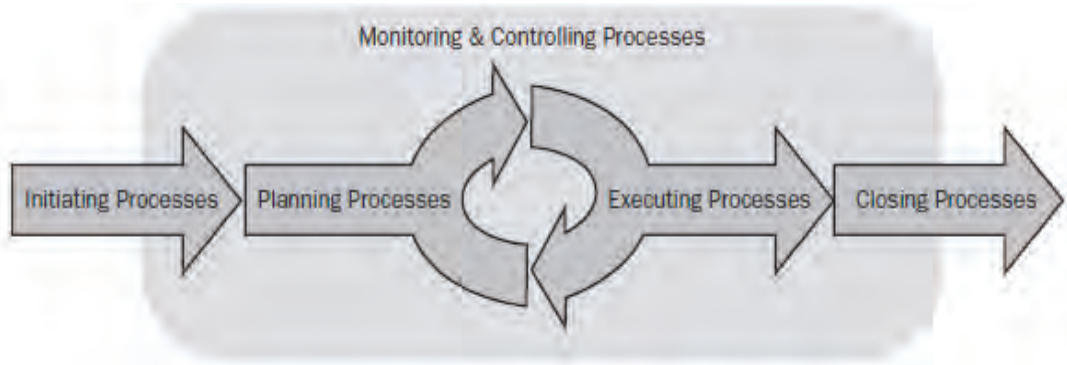 Monitoring & Controlling Processes
Initiating Processes
Planning Processes
Executing Processes
Closing Processes